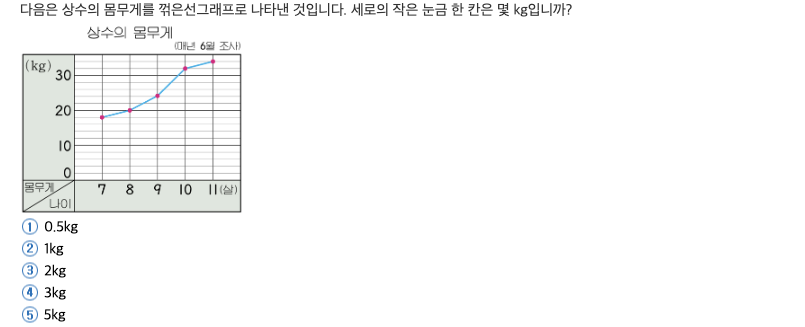 다음은 상수의 몸무게를 꺾은선그래프로 나타낸 것입니다. 세로의 작은 눈금 한 칸은 몇 kg입니까?
상수의 몸무게
(매년 6월 조사)
(kg)
30
20
10
0
몸무게
나이
7 8 9 10 11(살)
① 0.5kg
② 1kg
③ 2kg
④ 3kg
⑤ 5kg